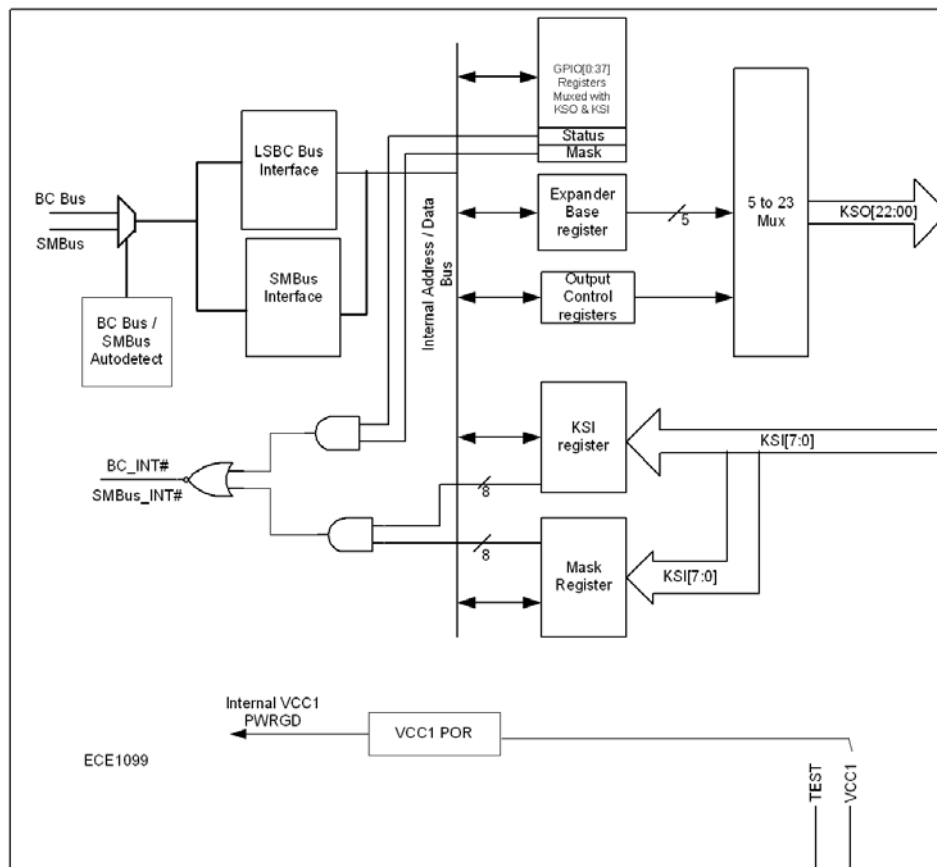 GPIO[0:37]
Registers
Muxed with
KSO & KSI
Status
Mask
LSBC Bus
Interface
BC Bus
SMBus
SMBus
Interface
BC Bus /
SMBus
Autodetect
Internal Address / Data
Bus
Expander
Base
register
5
5 to 23
Mux
KSO[22:00]
Output
Control
registers
KSI
register
KSI[7:0]
BC_INT#
SMBus_INT#
8
8
Mask
Register
KSI[7:0]
Internal VCC1
PWRGD
VCC1 POR
ECE1099
TEST
VCC1